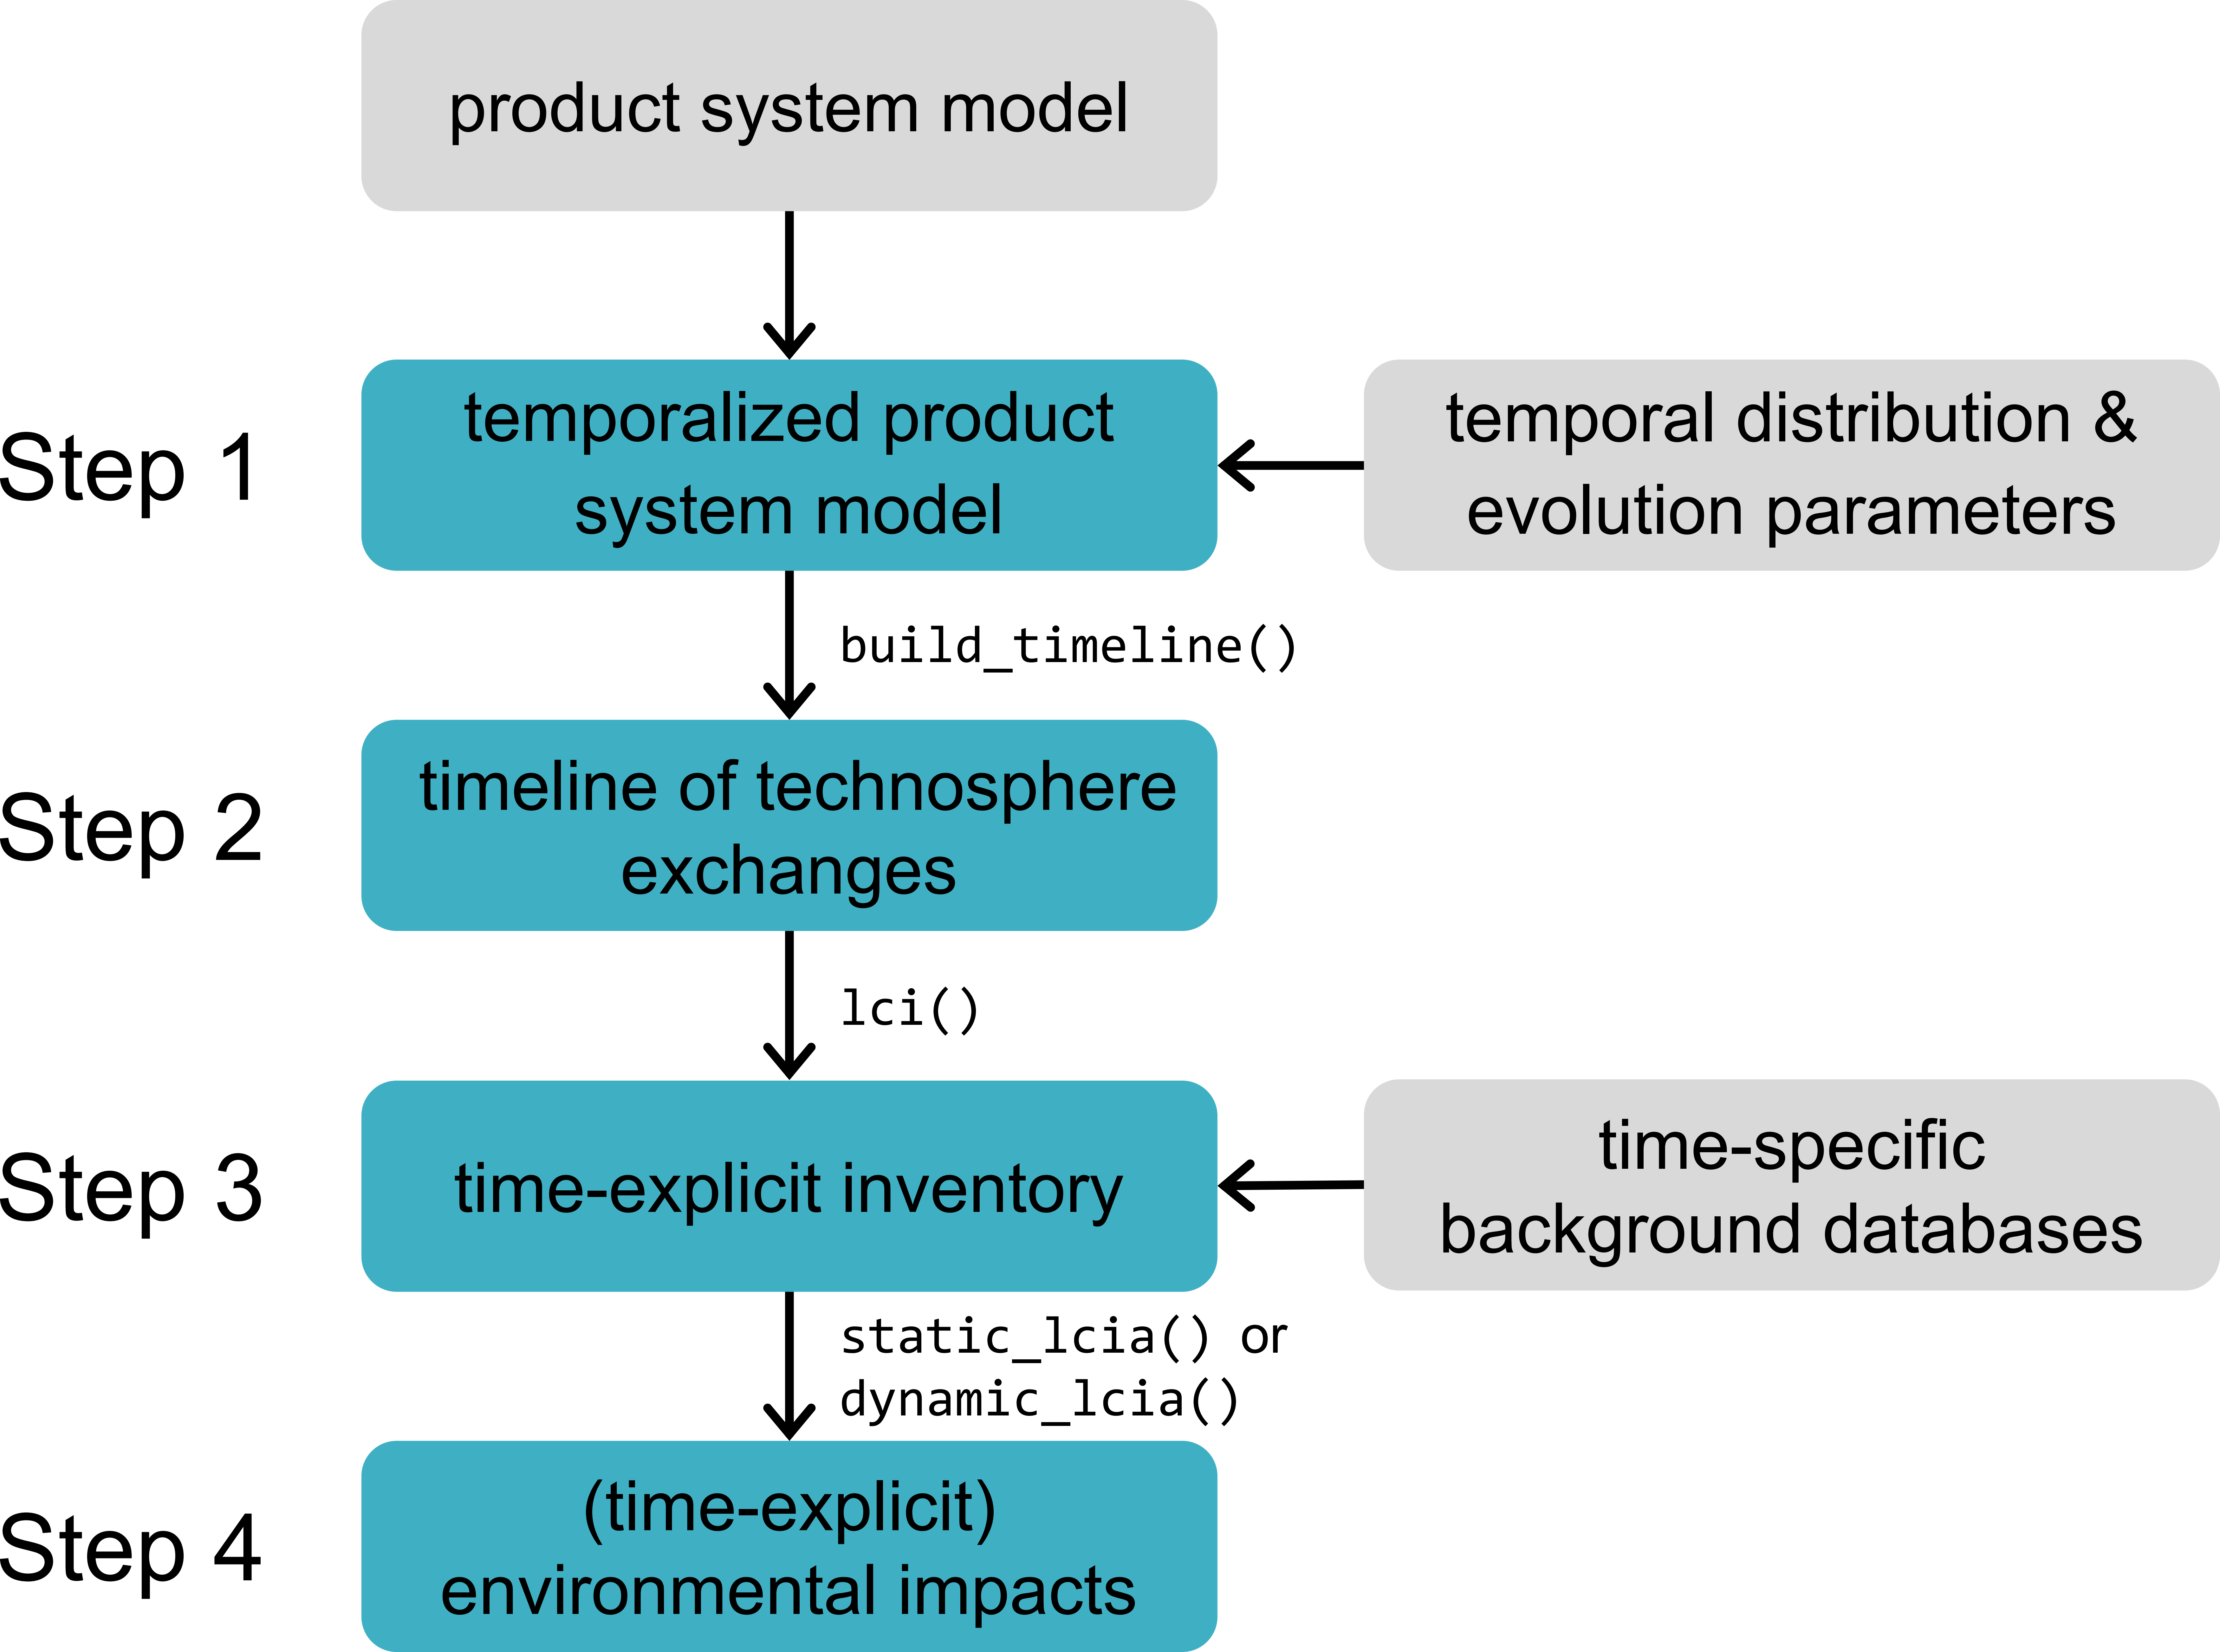 product system model
Step 1
temporalized product
system model
temporal distribution &
evolution parameters
build_timeline()
Step 2
timeline of technosphere
exchanges
lci()
Step 3
time-explicit inventory
time-specific
background databases
static_lcia() or
dynamic_lcia()
Step 4
(time-explicit)
environmental impacts